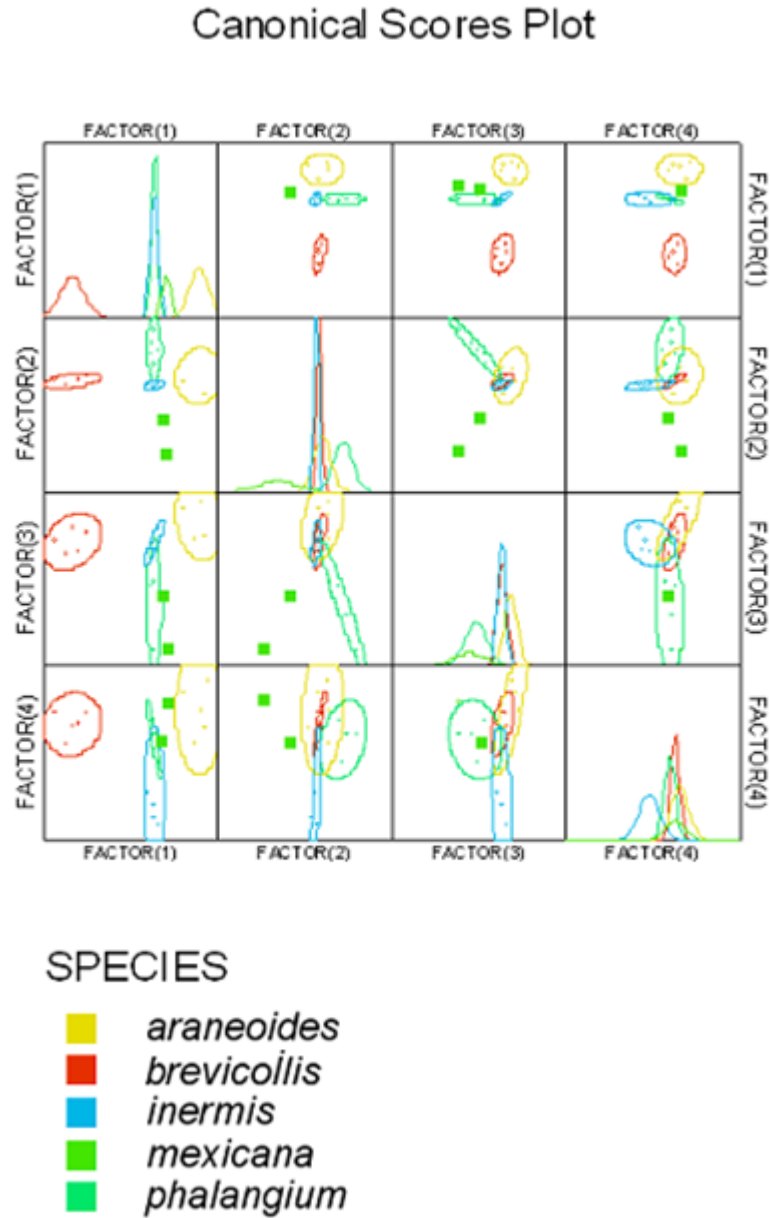 Canonical Scores Plot
FACTOR(1) FACTOR(2) FACTOR(3) FACTOR(4)
FACTOR(1) FACTOR(1)
FACTOR(2) FACTOR(2)
FACTOR(3) FACTOR(3)
FACTOR(4) FACTOR(4)
FACTOR(1) FACTOR(2) FACTOR(3) FACTOR(4)
SPECIES
araneoides
brevicollis
inermis
mexicana
phalangium